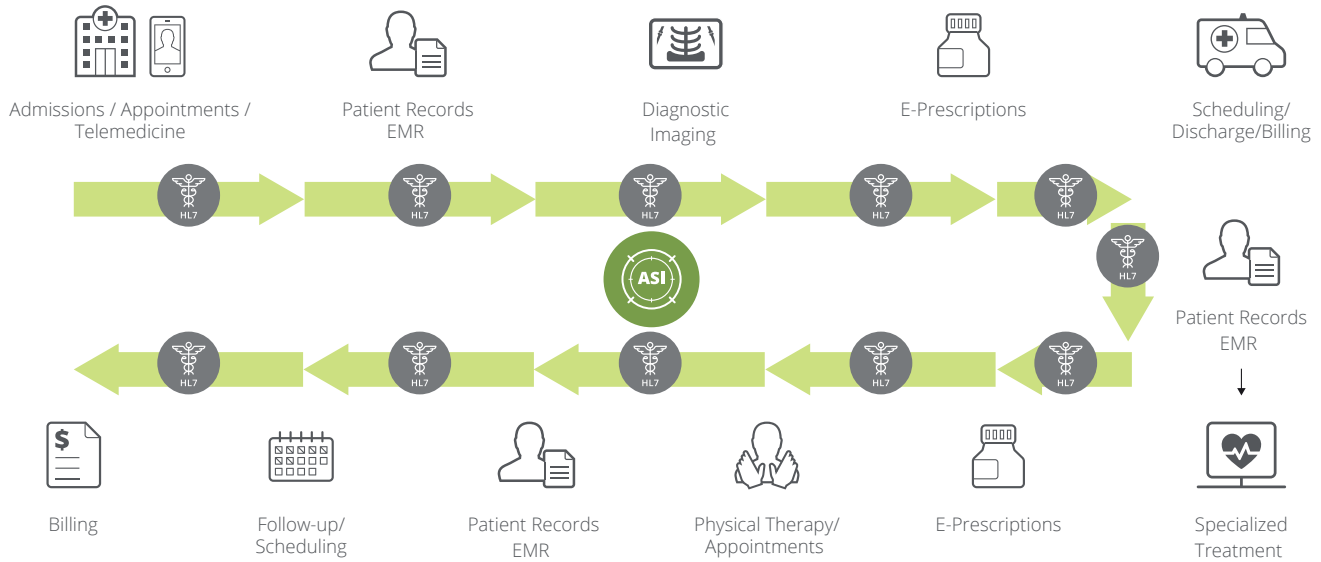 Admissions / Appointments /
Telemedicine
Patient Records
EMR
Diagnostic
Imaging
E-Prescriptions
Scheduling/
Discharge/Billing
HL7
HL7
HL7
HL7
HL7
HL7
ASI
Patient Records
EMR
HL7
HL7
HL7
HL7
HL7
$
Billing
Follow-up/
Scheduling
Patient Records
EMR
Physical Therapy/
Appointments
E-Prescriptions
Specialized
Treatment